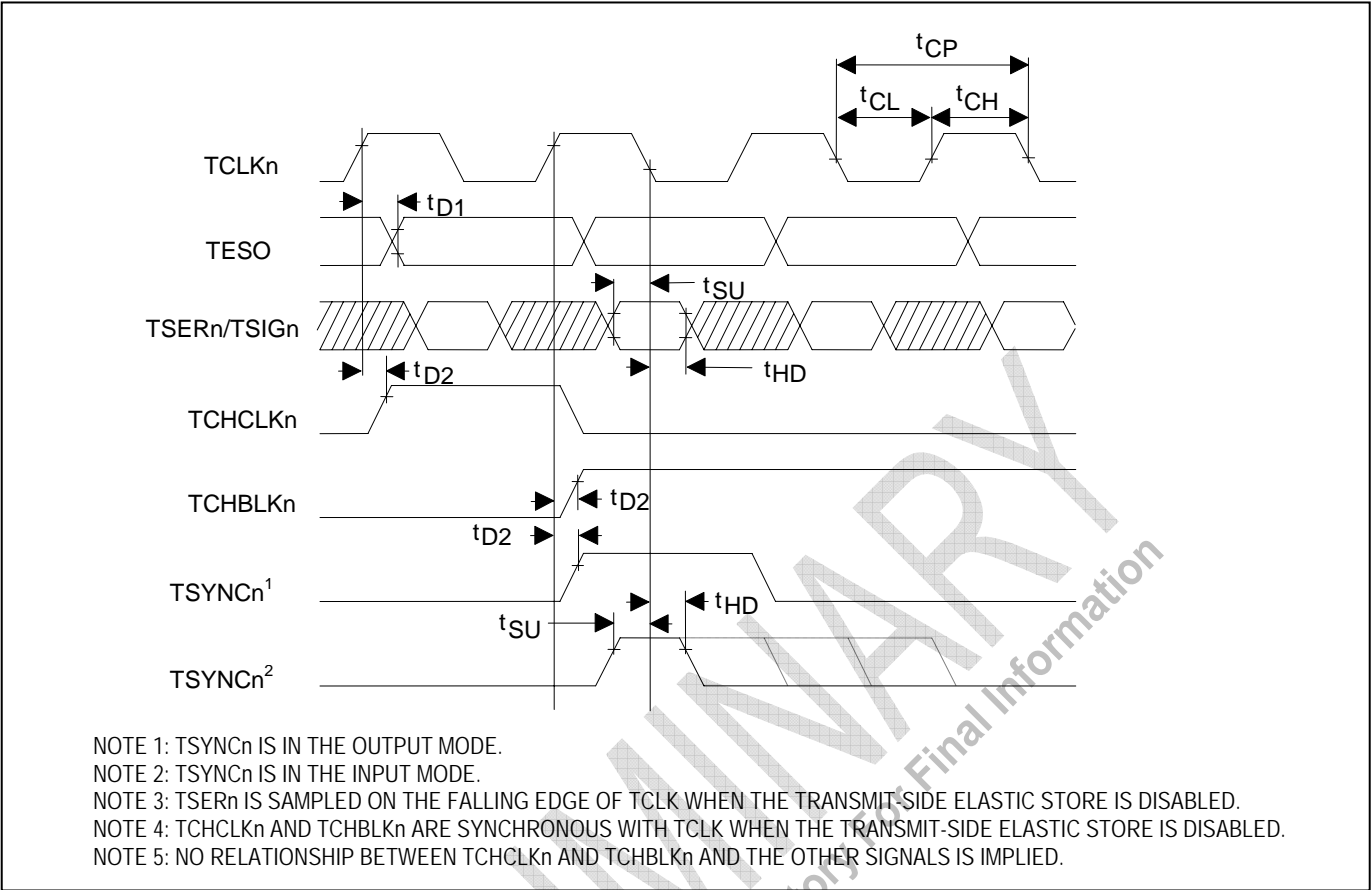 tCP
tCL tCH
TCLKn
tD1
TESO
tSU
TSERn/TSIGn
tHD
tD2
TCHCLKn
tD2
TCHBLKn
tD2
TSYNCn1
tHD
tSU
TSYNCn2
NOTE 1: TSYNCn IS IN THE OUTPUT MODE.
NOTE 2: TSYNCn IS IN THE INPUT MODE.
NOTE 3: TSERn IS SAMPLED ON THE FALLING EDGE OF TCLK WHEN THE TRANSMIT-SIDE ELASTIC STORE IS DISABLED.
NOTE 4: TCHCLKn AND TCHBLKn ARE SYNCHRONOUS WITH TCLK WHEN THE TRANSMIT-SIDE ELASTIC STORE IS DISABLED.
NOTE 5: NO RELATIONSHIP BETWEEN TCHCLKn AND TCHBLKn AND THE OTHER SIGNALS IS IMPLIED.
MINARY
For Final Information